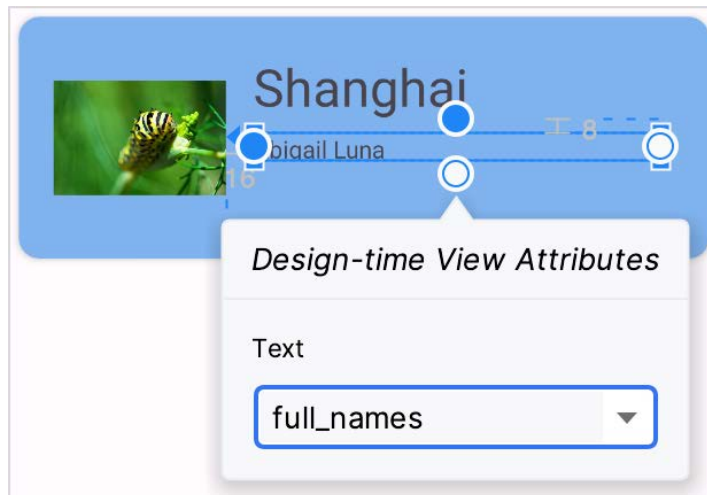 Shanghai
8
bigail Luna
16
Design-time View Attributes
Text
full_names